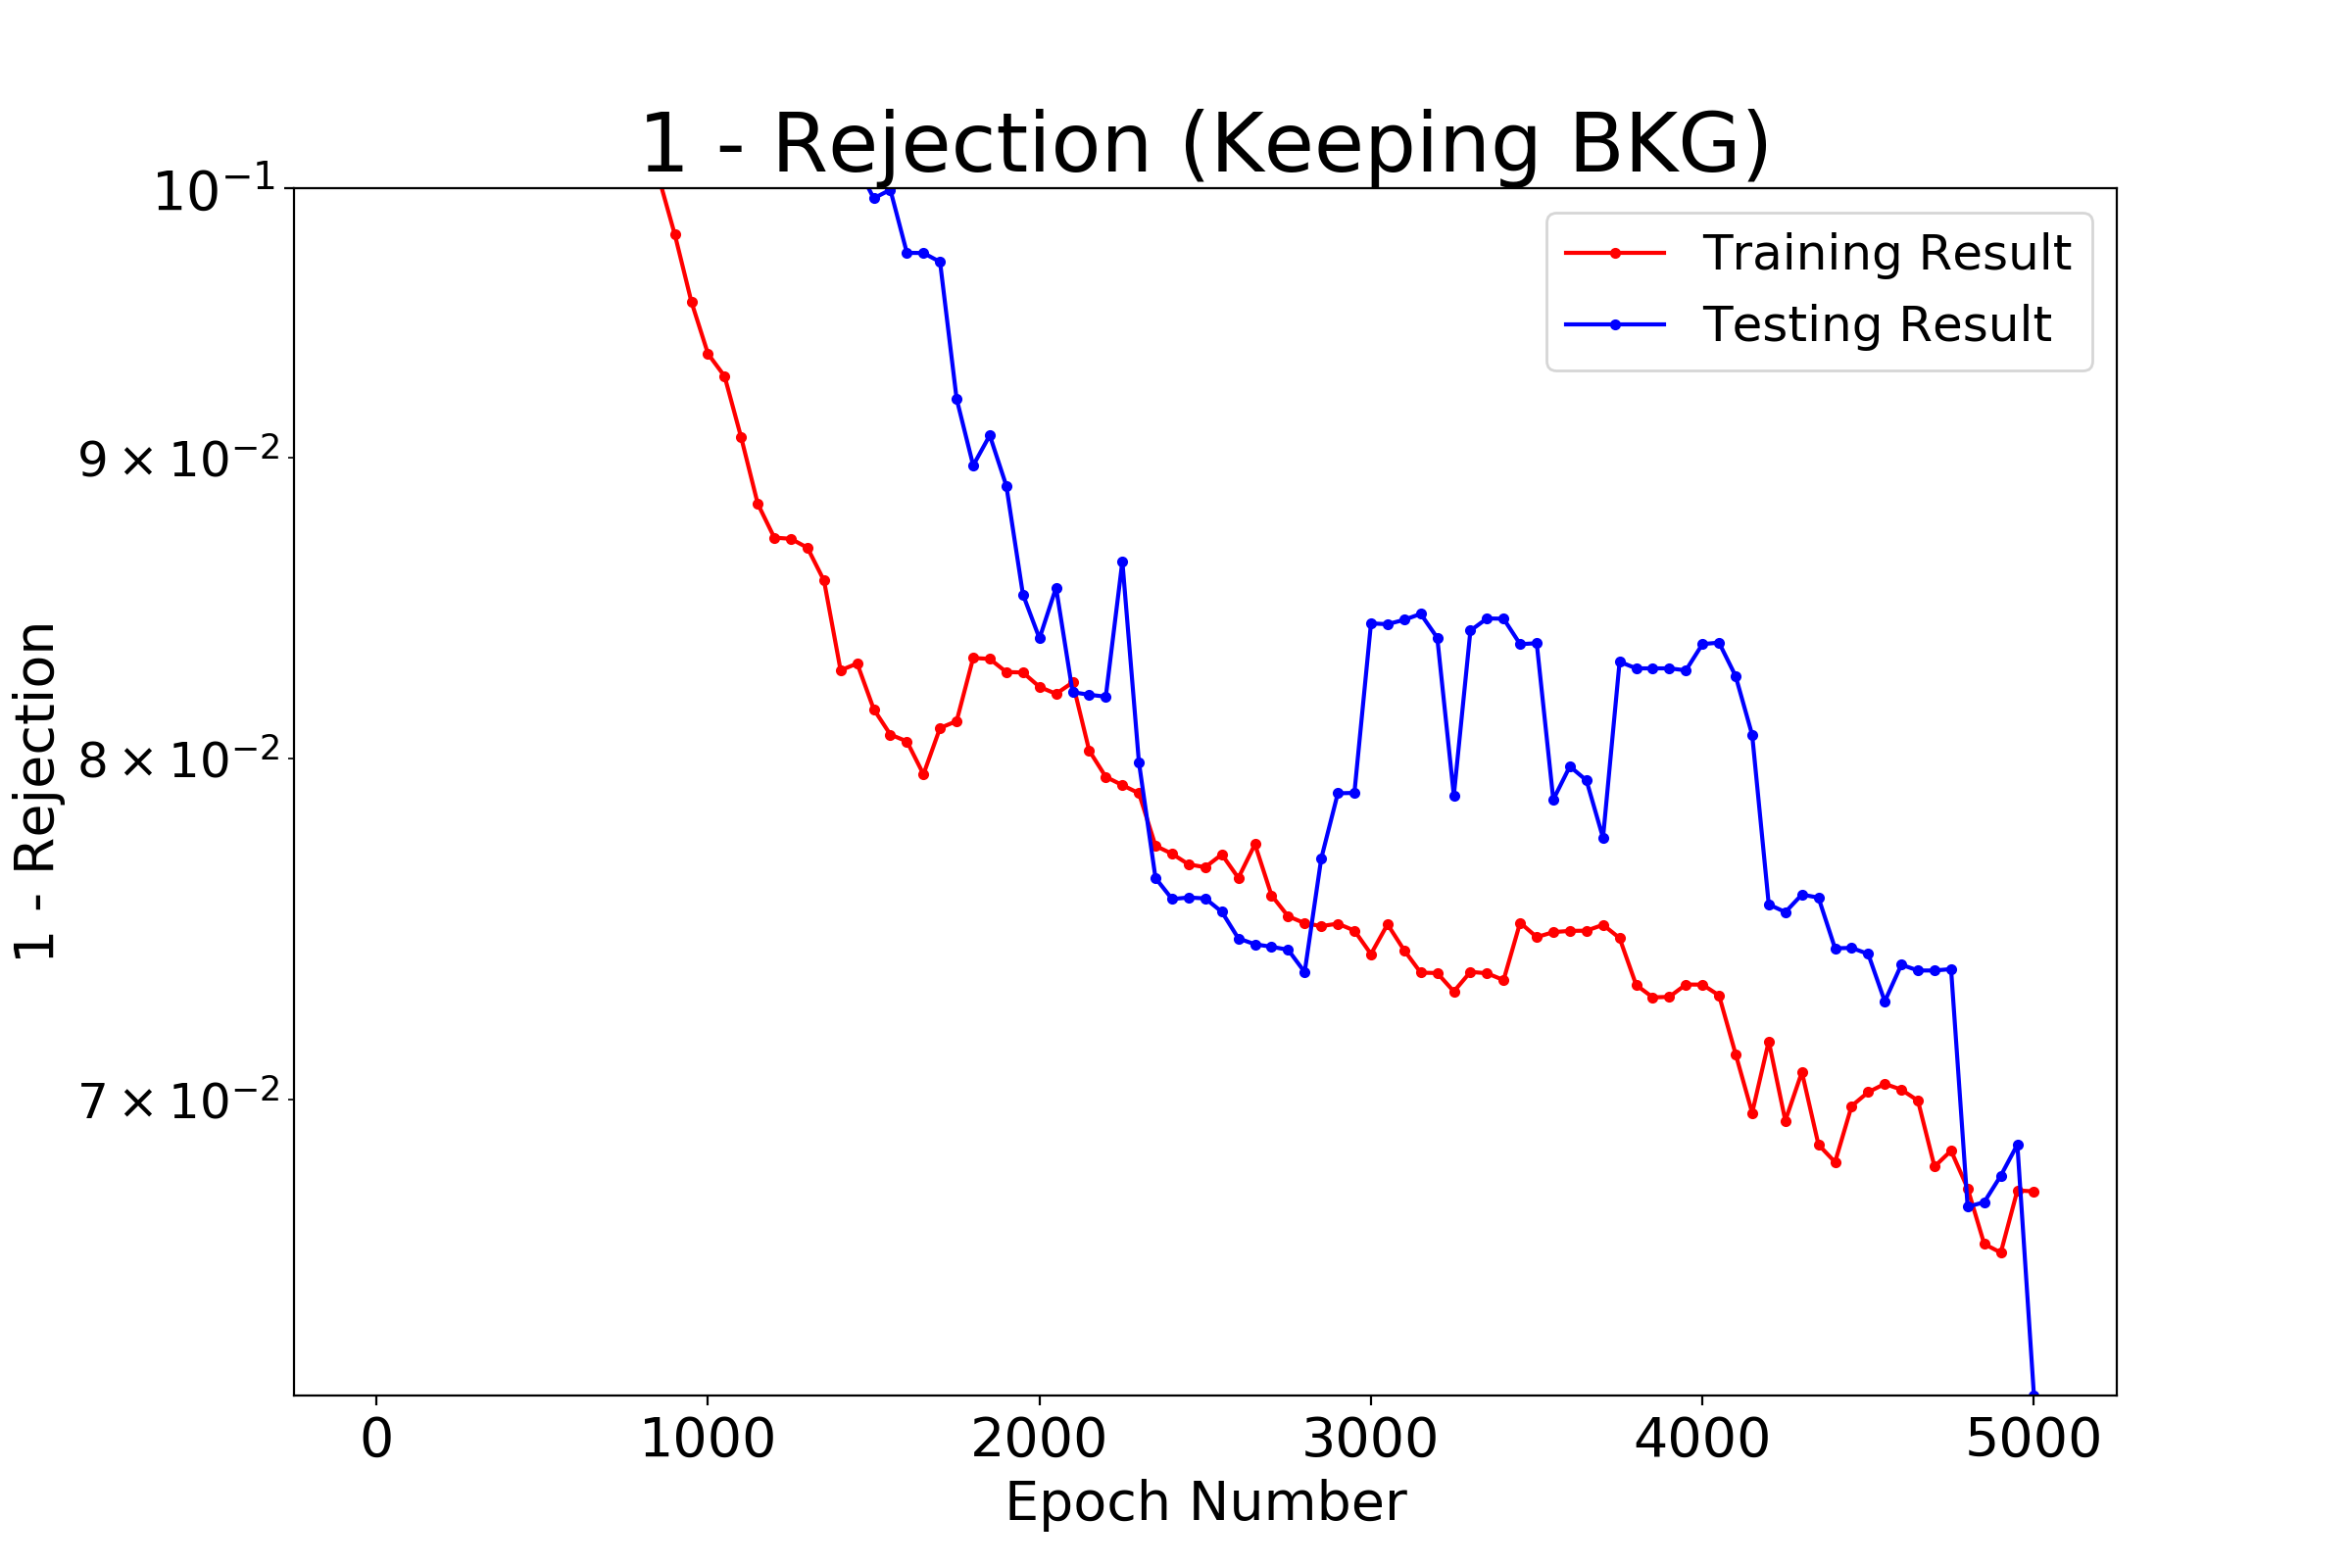 1 - Rejection (Keeping BKG)
10⁻¹
Training Result
Testing Result
9 × 10⁻²
8 × 10⁻²
7 × 10⁻²
1 - Rejection
0 1000 2000 3000 4000 5000
Epoch Number